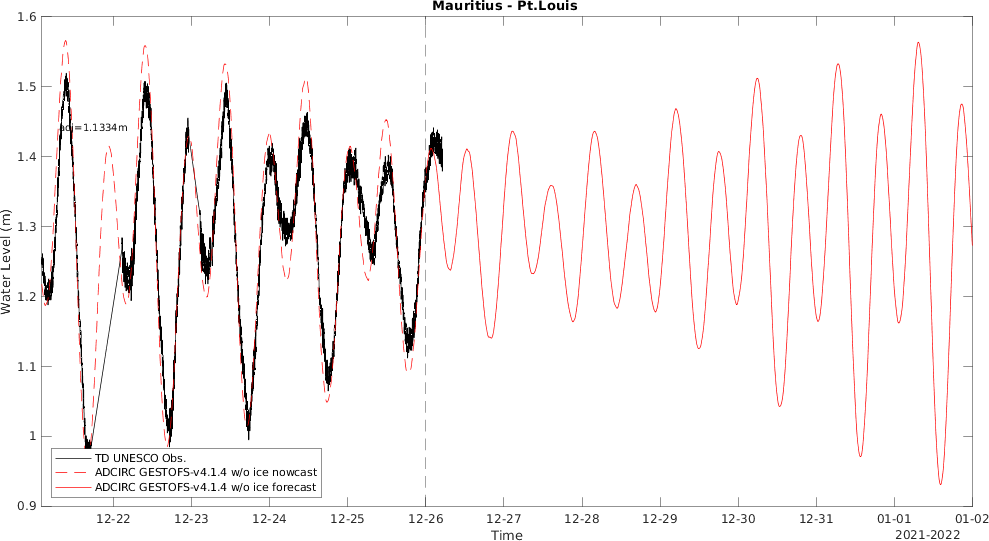 Mauritius - Pt.Louis
1.6
1.5
1.4
1.3
1.2
1.1
1
0.9
Water Level (m)
adj=1.1334m
TD UNESCO Obs.
ADCIRC GESTOFS-v4.1.4 w/o ice nowcast
ADCIRC GESTOFS-v4.1.4 w/o ice forecast
12-22 12-23 12-24 12-25 12-26 12-27 12-28 12-29 12-30 12-31 01-01 01-02
Time
2021-2022